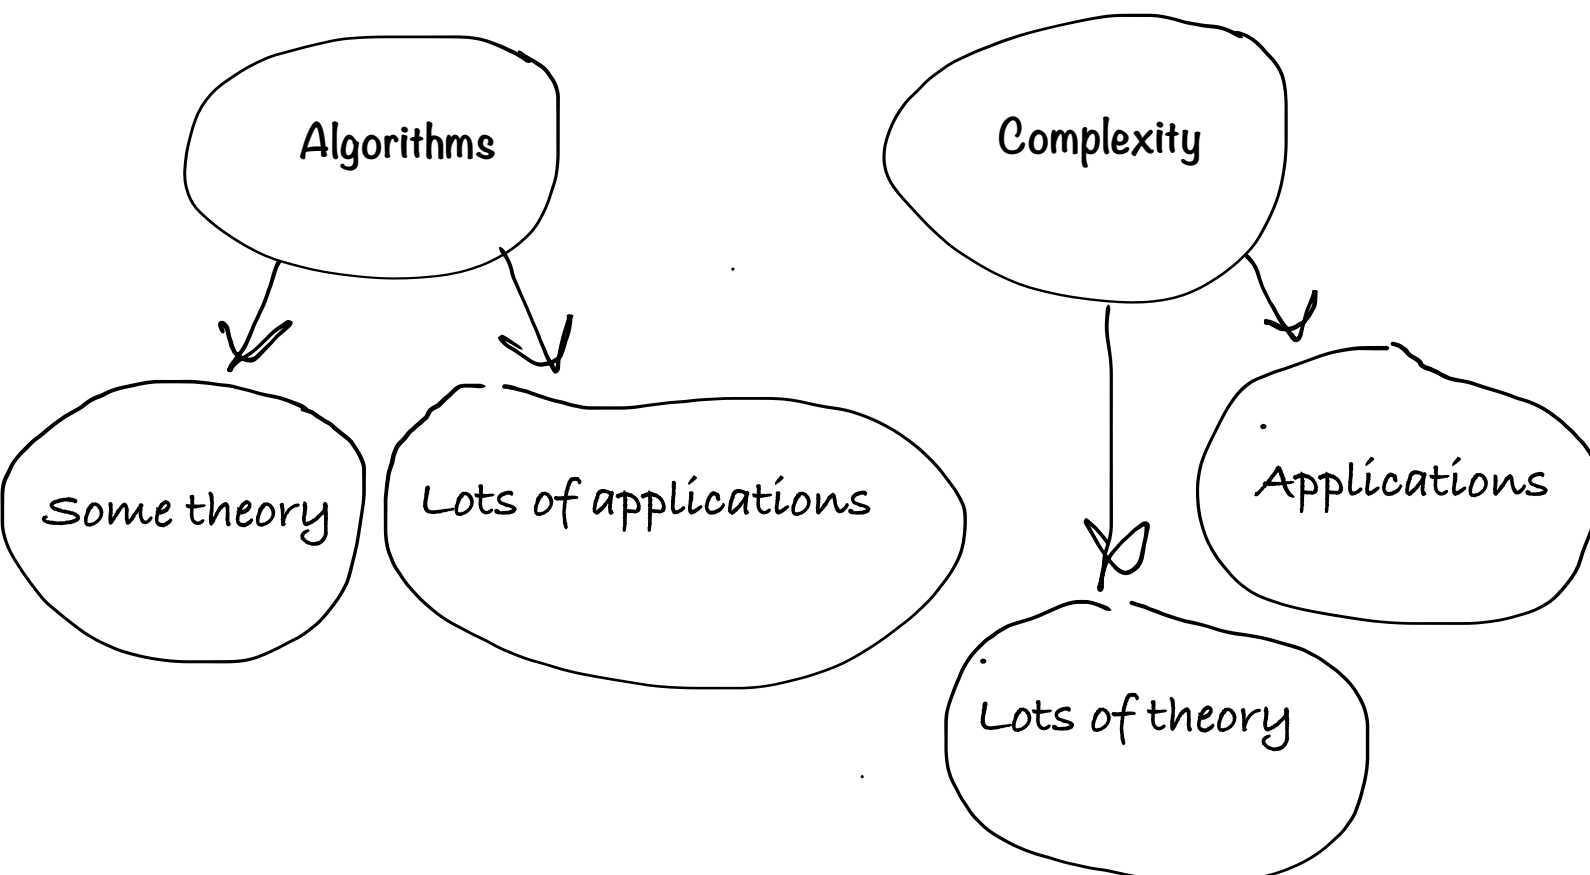 Algorithms
Complexity
Some theory
Lots of applications
Applications
Lots of theory